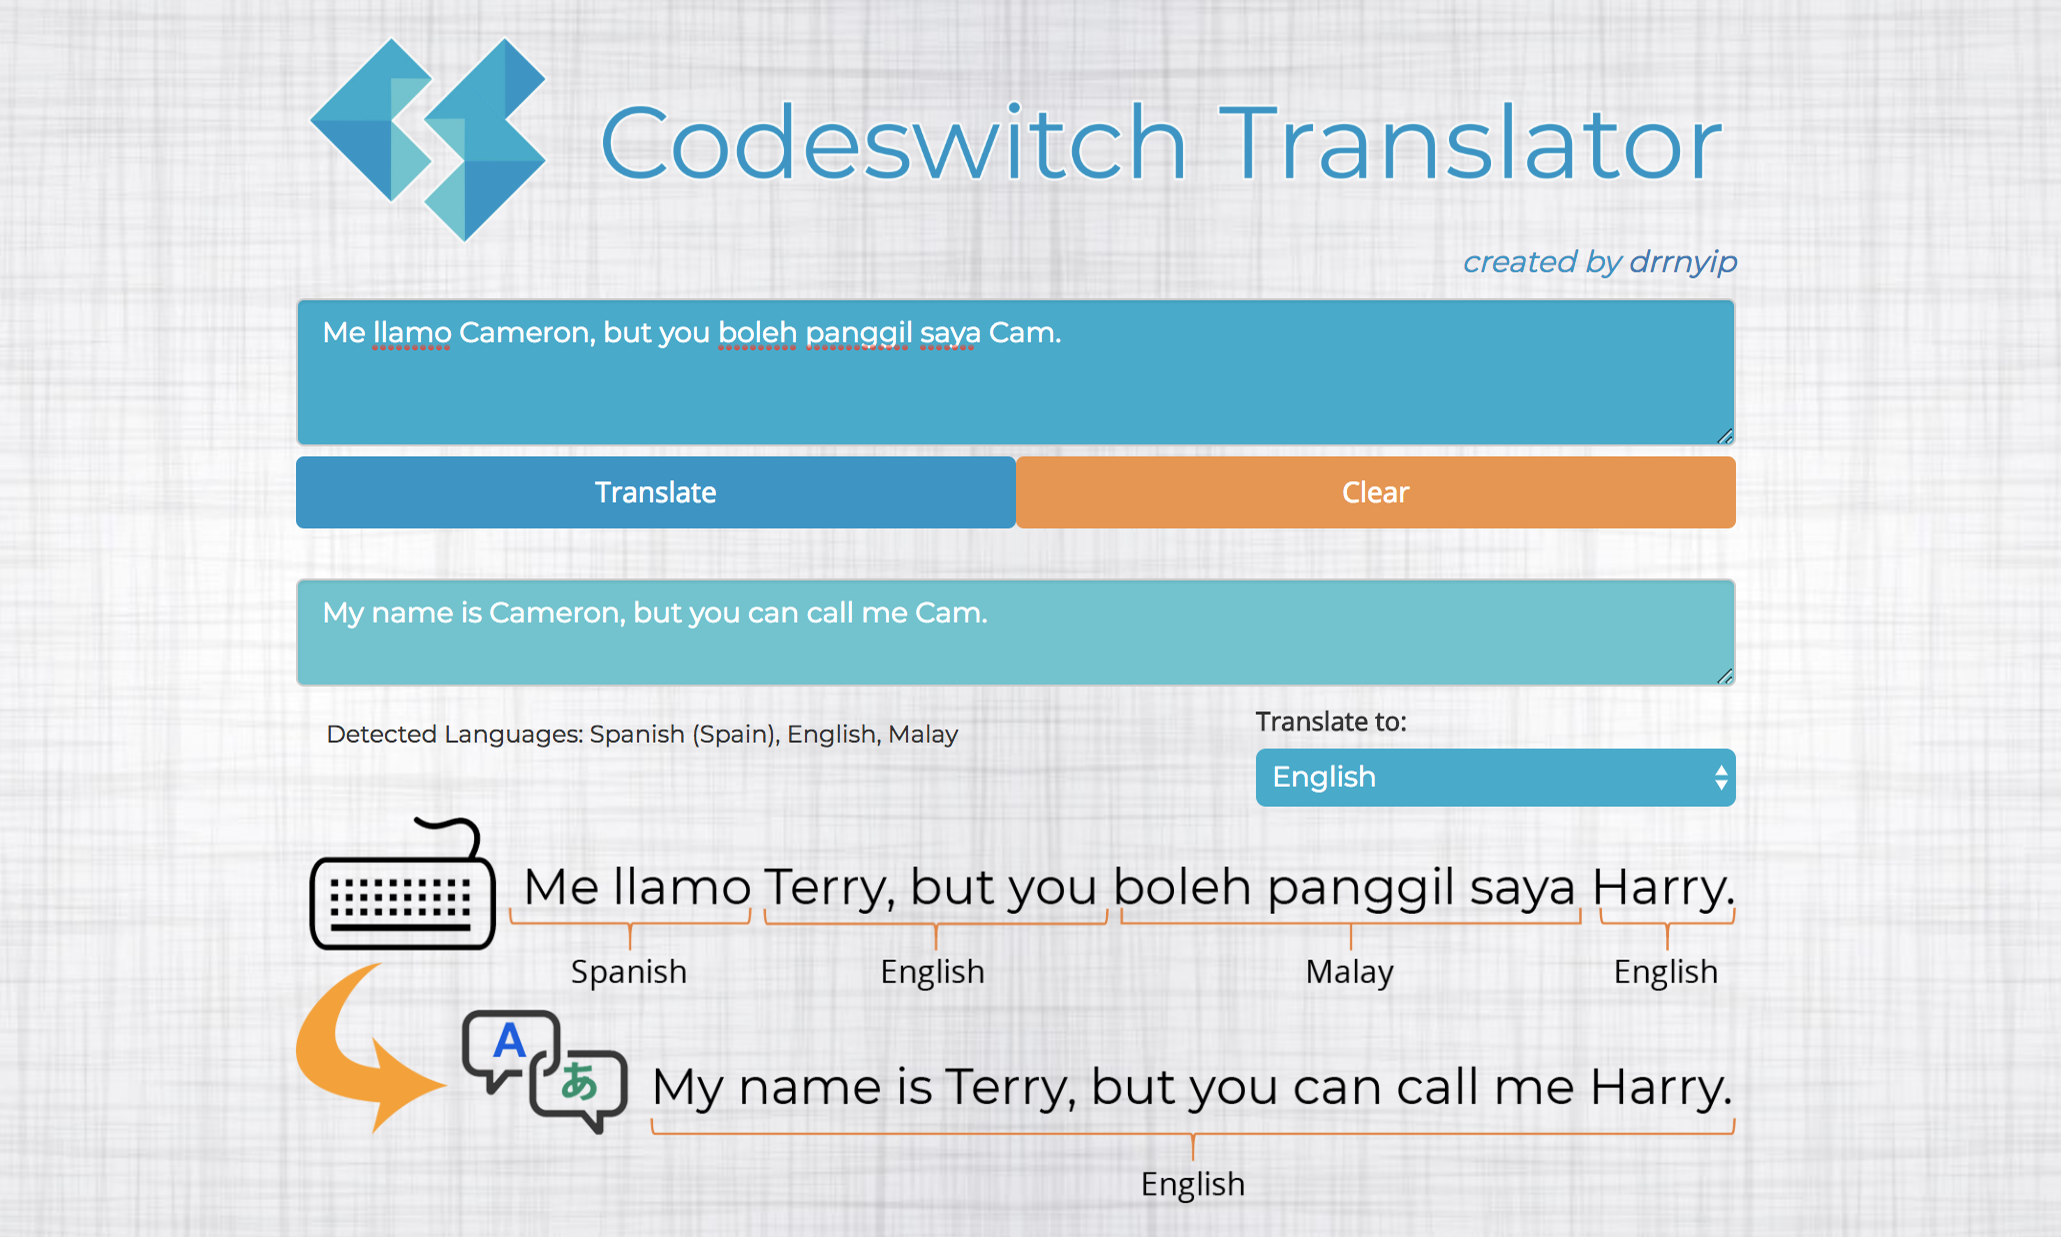 Codeswitch Translator
created by drrnyip
Me llamo Cameron, but you boleh panggil saya Cam.
Translate
Clear
My name is Cameron, but you can call me Cam.
Detected Languages: Spanish (Spain), English, Malay
Translate to:
English
Me llamo Terry, but you boleh panggil saya Harry.
Spanish
English
Malay
English
A
あ
My name is Terry, but you can call me Harry.
English